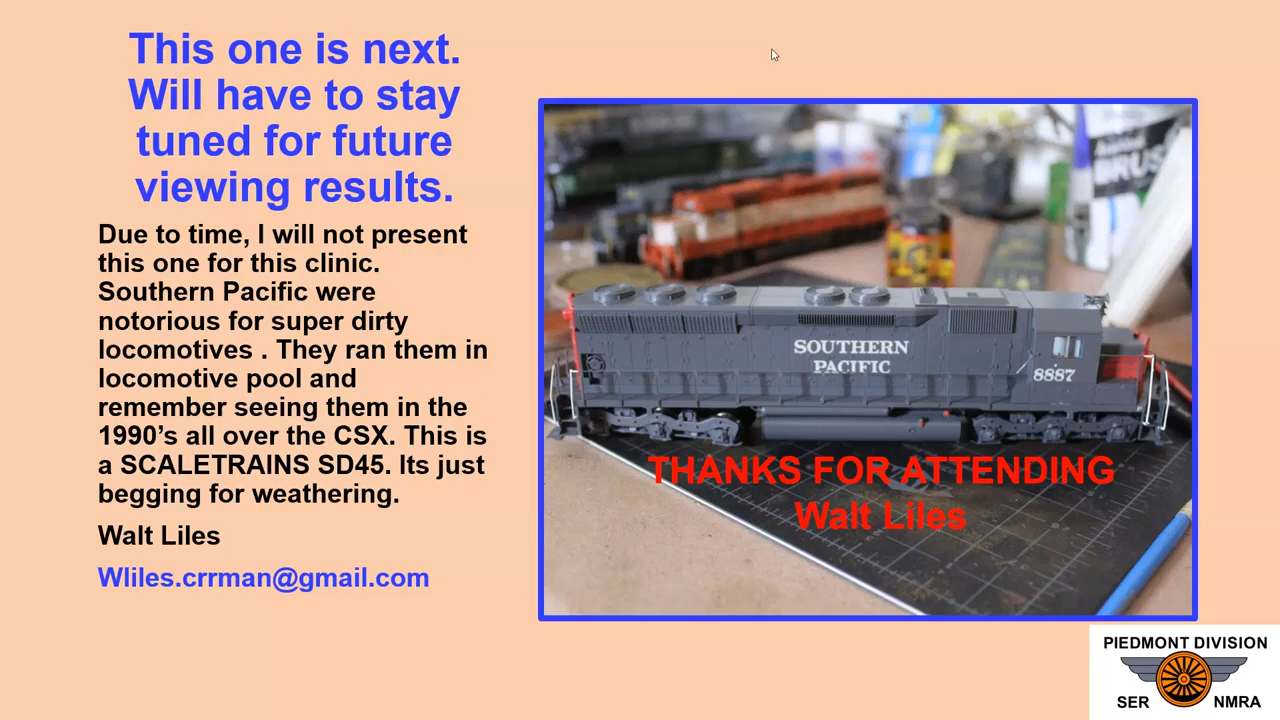 This one is next.
Will have to stay
tuned for future
viewing results.
Due to time, I will not present
this one for this clinic.
Southern Pacific were
notorious for super dirty
locomotives . They ran them in
locomotive pool and
remember seeing them in the
1990’s all over the CSX. This is
a SCALETRAINS SD45. Its just
begging for weathering.
Walt Liles
Wliles.crrman@gmail.com
SOUTHERN
PACIFIC
8887
THANKS FOR ATTENDING
Walt Liles
PIEDMONT DIVISION
SER NMRA